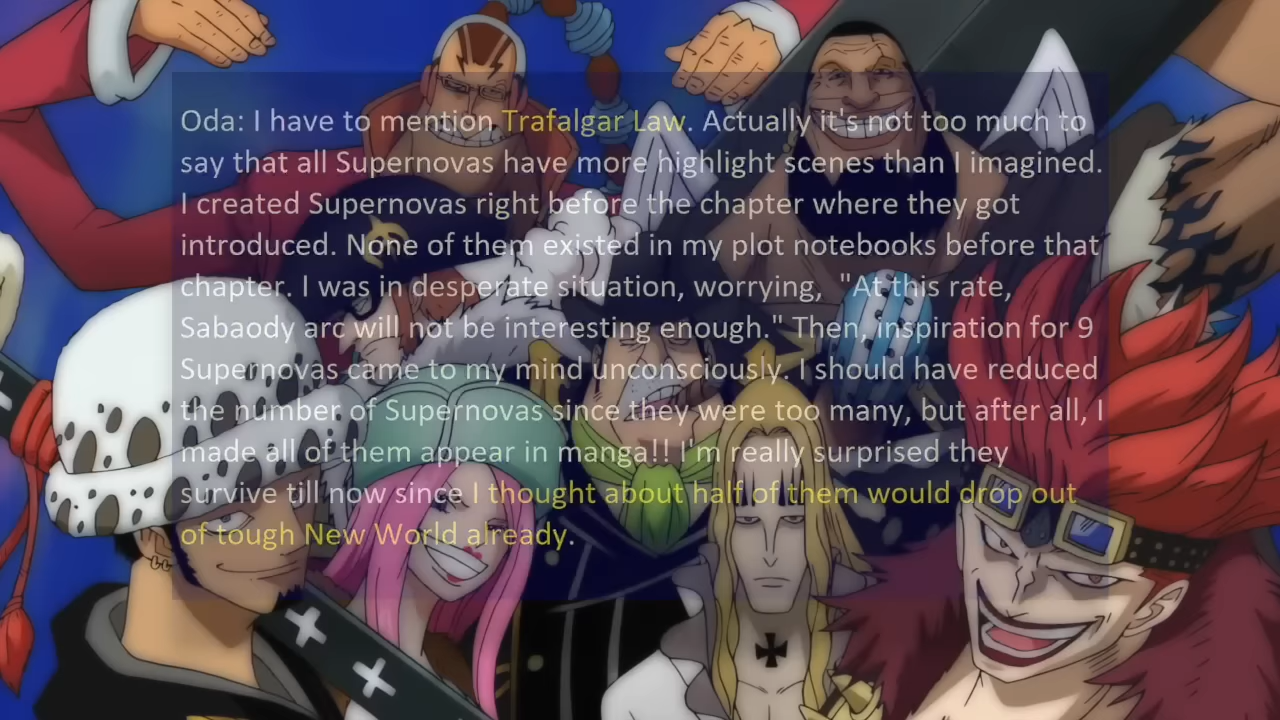 Oda: I have to mention Trafalgar Law. Actually it's not too much to
say that all Supernovas have more highlight scenes than I imagined.
I created Supernovas right before the chapter where they got
introduced. None of them existed in my plot notebooks before that
chapter. I was in desperate situation, worrying, "At this rate,
Sabaody arc will not be interesting enough." Then, inspiration for 9
Supernovas came to my mind unconsciously. I should have reduced
the number of Supernovas since they were too many, but after all, I
made all of them appear in manga!! I'm really surprised they
survive till now since I thought about half of them would drop out
of tough New World already.